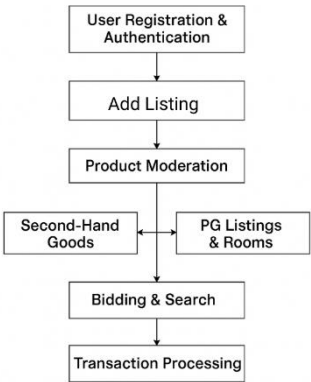 User Registration &
Authentication
Add Listing
Product Moderation
Second-Hand
Goods
PG Listings
& Rooms
Bidding & Search
Transaction Processing